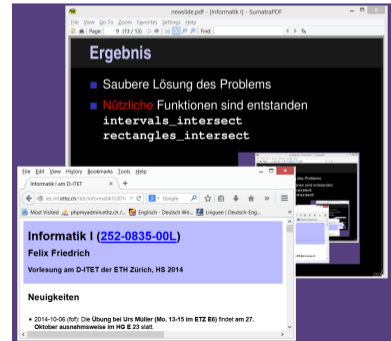 newslide.pdf - [Informatik I] - SumatraPDF
File View Go To Zoom Favorites Settings Help
Page: 9 (13 / 13) Find:
Ergebnis
Saubere Lösung des Problems
Nützliche Funktionen sind entstanden
intervals_intersect
rectangles_intersect
File Edit View History Bookmarks Tools Help
Informatik I am D-ITET
Google
Most Visited phpmyadmin.ethz.ch / Englisch - Deutsch Wö... Linguee | Deutsch-Eng...
Informatik I (252-0835-00L)
Felix Friedrich
Vorlesung am D-ITET der ETH Zürich, HS 2014
Neuigkeiten
2014-10-06 (fof): Die Übung bei Urs Müller (Mo. 13-15 im ETZ E6) findet am 27.
Oktober ausnahmsweise im HG E 23 statt.